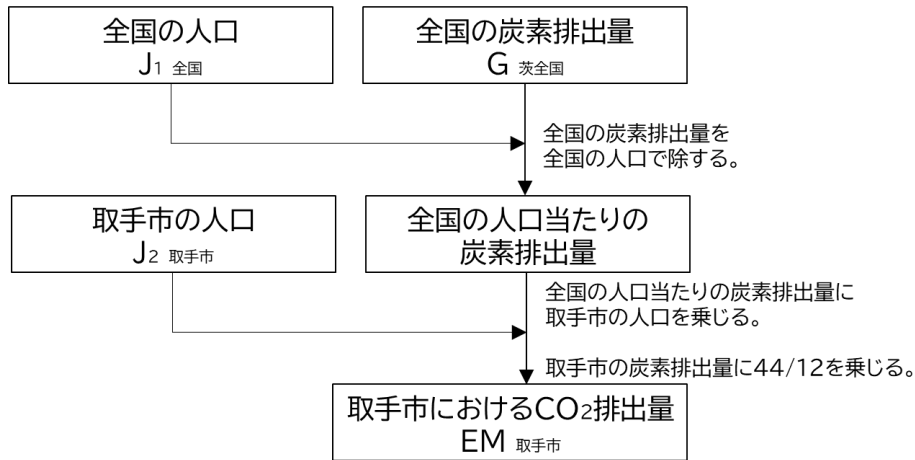 全国の人口
J1 全国
全国の炭素排出量
G 茨全国
全国の炭素排出量を
全国の人口で除する。
取手市の人口
J2 取手市
全国の人口当たりの
炭素排出量
全国の人口当たりの炭素排出量に
取手市の人口を乗じる。
取手市の炭素排出量に44/12を乗じる。
取手市におけるCO2排出量
EM 取手市